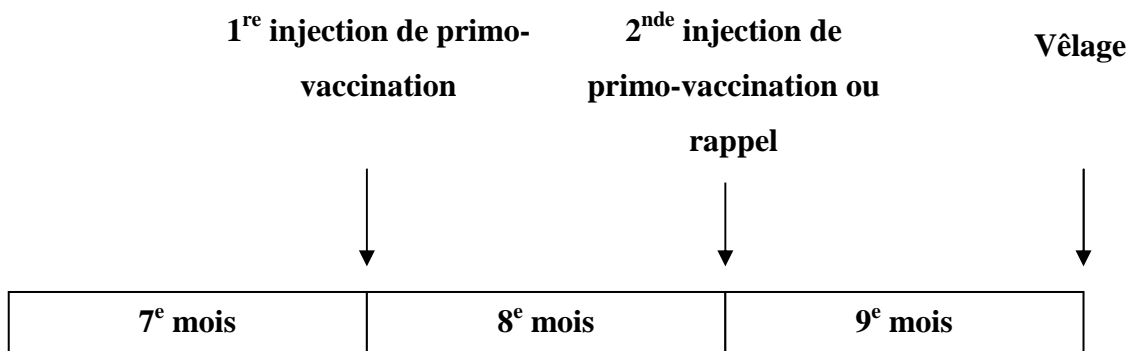 1re injection de primo-
vaccination
2nde injection de
primo-vaccination ou
rappel
Vêlage
7e mois
8e mois
9e mois